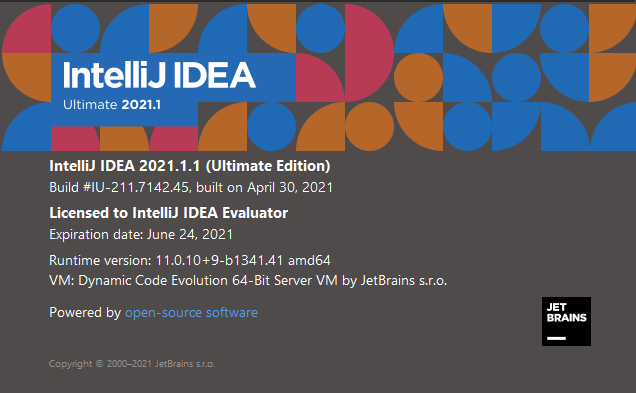 IntelliJ IDEA
Ultimate 2021.1
IntelliJ IDEA 2021.1.1 (Ultimate Edition)
Build #IU-211.7142.45, built on April 30, 2021
Licensed to IntelliJ IDEA Evaluator
Expiration date: June 24, 2021
Runtime version: 11.0.10+9-b1341.41 amd64
VM: Dynamic Code Evolution 64-Bit Server VM by JetBrains s.r.o.
Powered by open-source software
JET
BRAINS
Copyright © 2000–2021 JetBrains s.r.o.